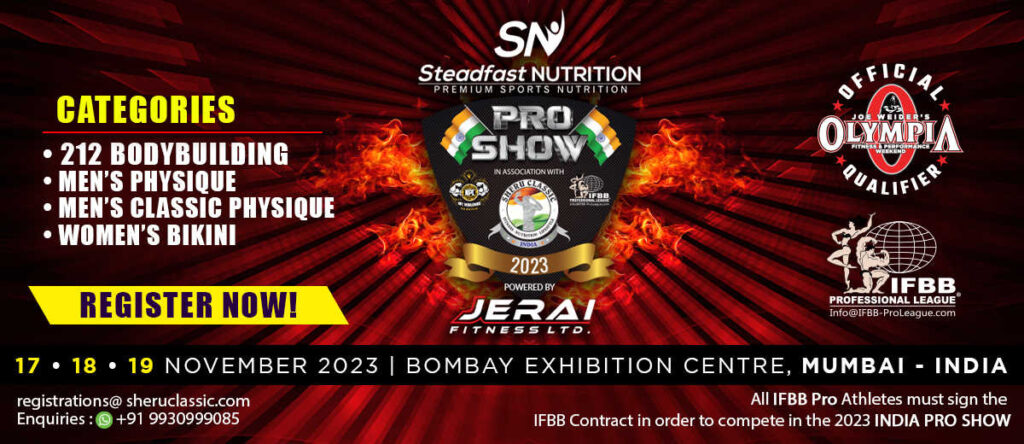 SN
Steadfast NUTRITION
PREMIUM SPORTS NUTRITION
CATEGORIES
• 212 BODYBUILDING
• MEN'S PHYSIQUE
• MEN'S CLASSIC PHYSIQUE
• WOMEN'S BIKINI
REGISTER NOW!
PRO
SHOW
IN ASSOCIATION WITH
NPC
SHERU CLASSIC
INDIA
IFBB
PROFESSIONAL LEAGUE
2023
POWERED BY
JERAI
FITNESS LTD.
OFFICIAL
JOE WEIDER'S
OLYMPIA
FITNESS & PERFORMANCE
WEEKEND
QUALIFIER
IFBB
PROFESSIONAL LEAGUE®
Info@IFBB-ProLeague.com
17 • 18 • 19 NOVEMBER 2023 | BOMBAY EXHIBITION CENTRE, MUMBAI - INDIA
registrations@ sheruclassic.com
Enquiries : +91 9930999085
All IFBB Pro Athletes must sign the
IFBB Contract in order to compete in the 2023 INDIA PRO SHOW